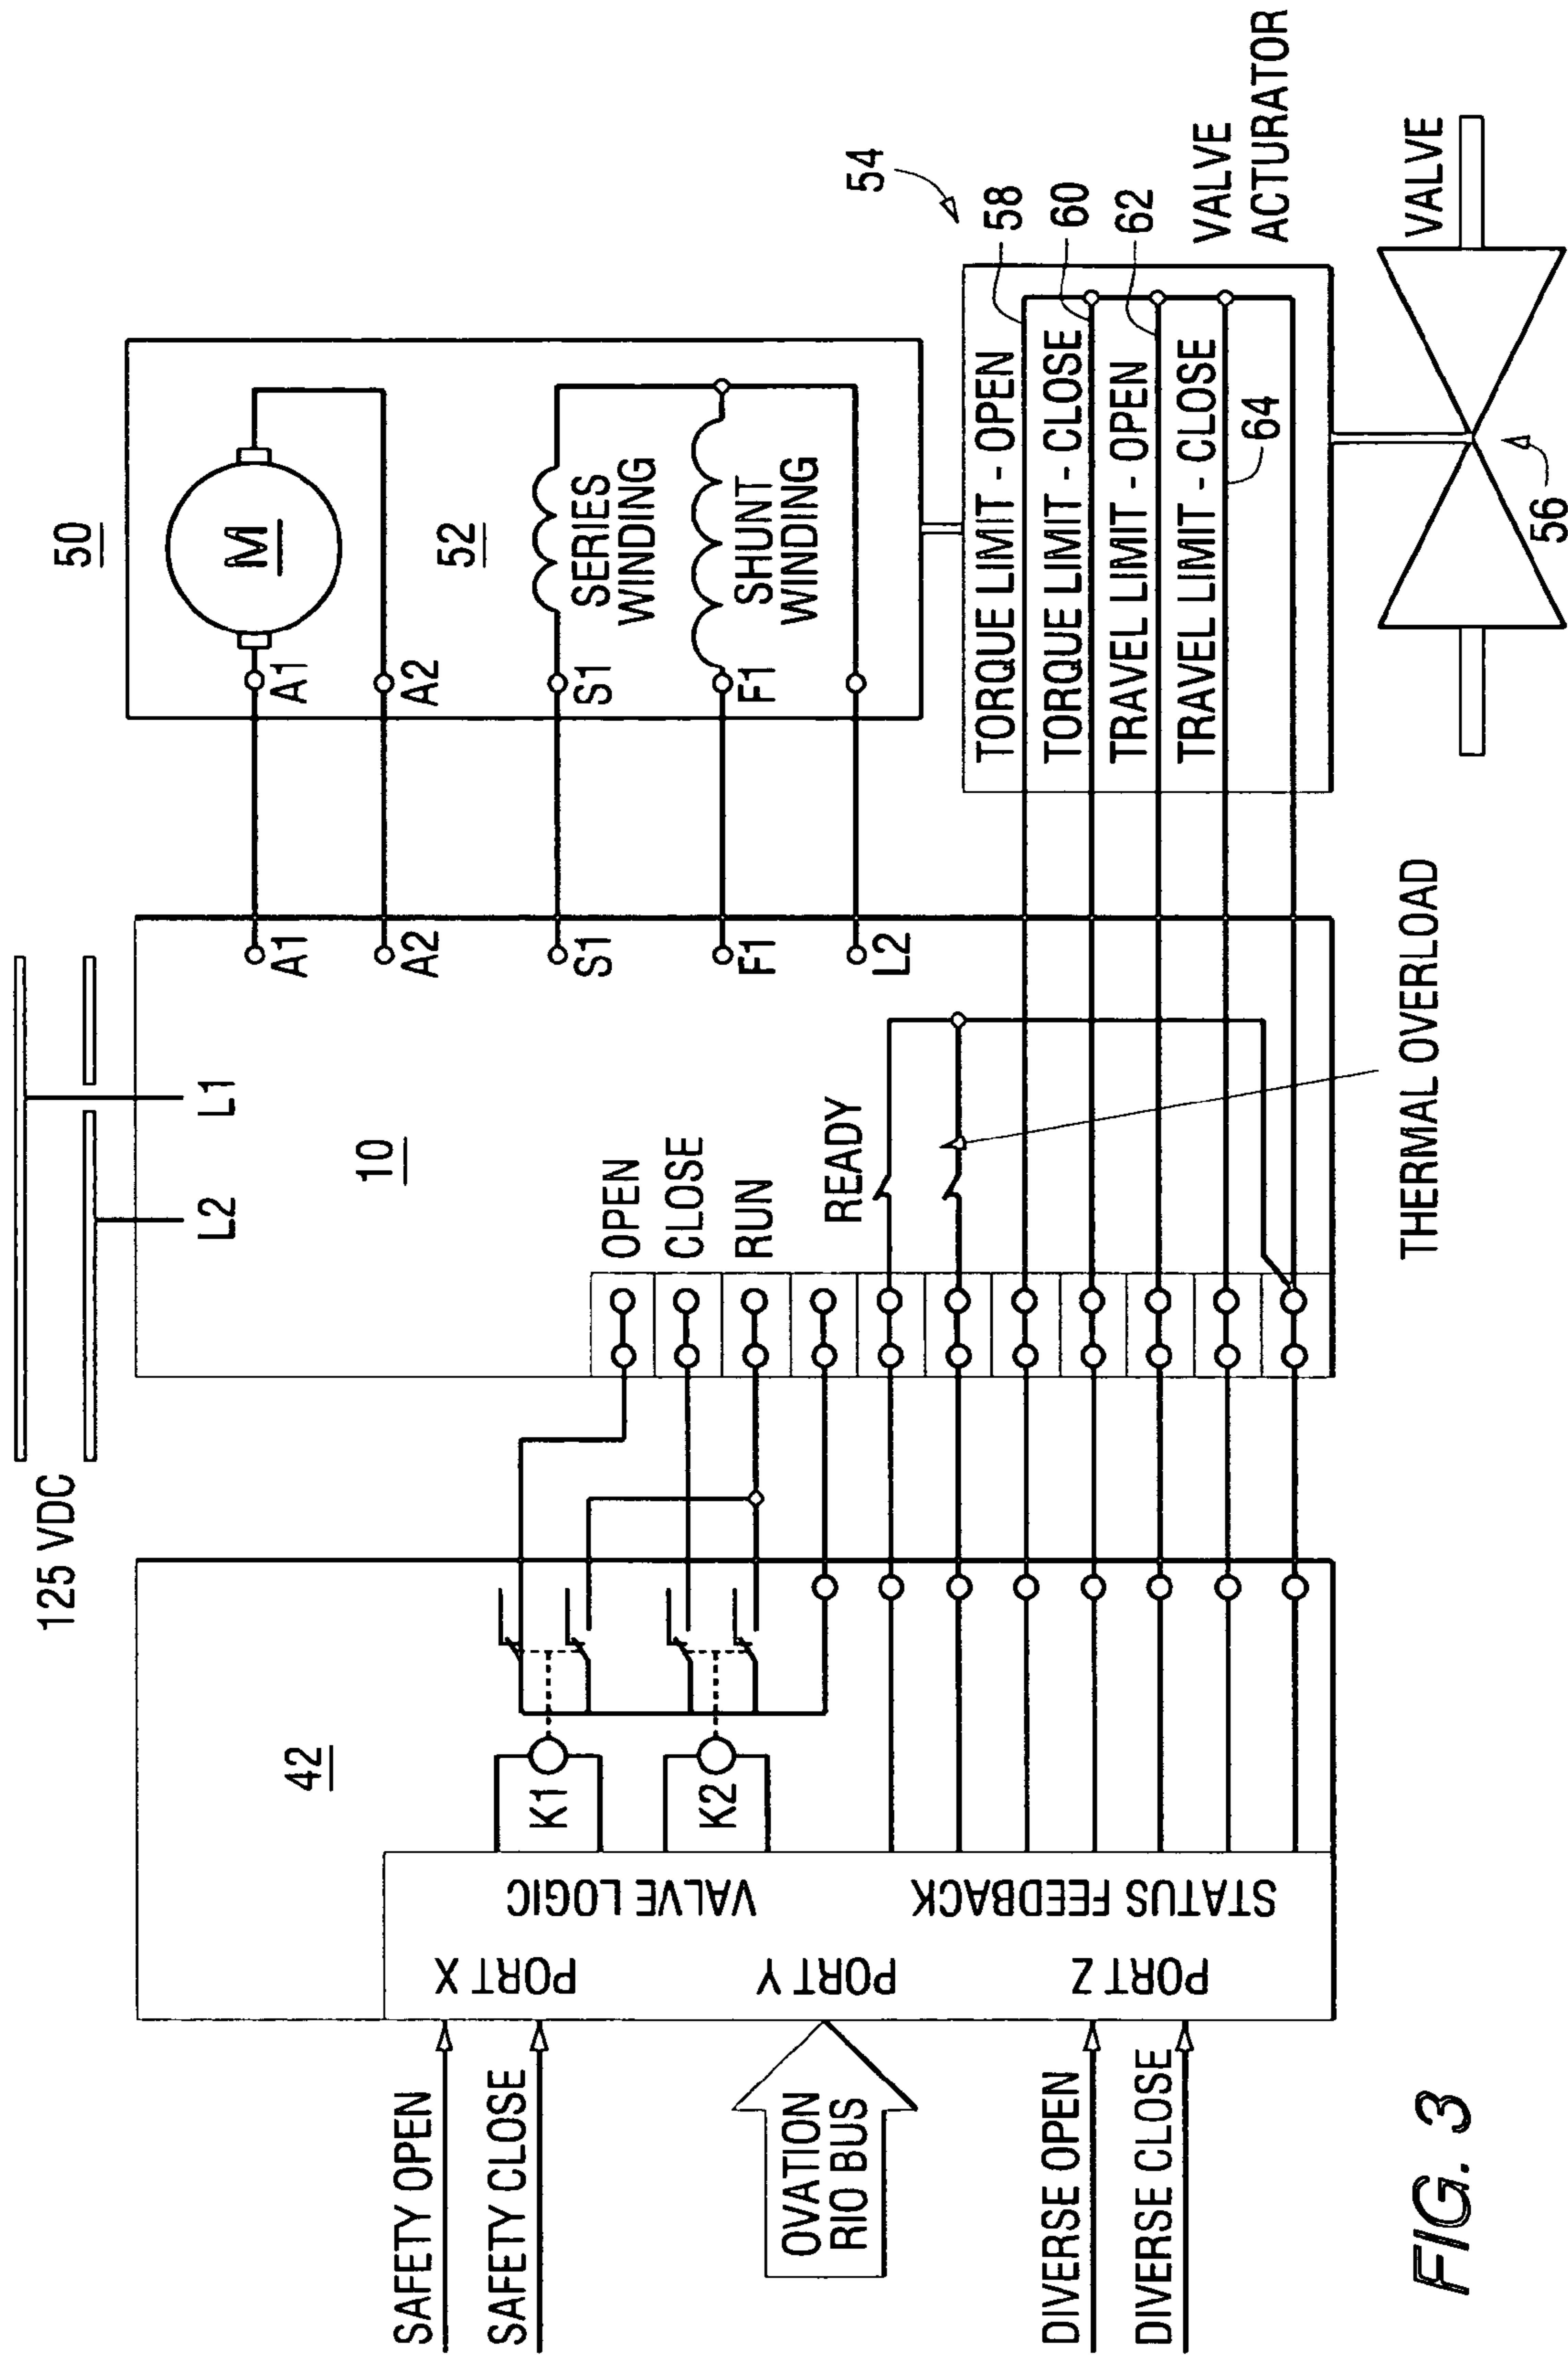 125 VDC
L2
L1
50
M
A1
A2
52
S1
SERIES
WINDING
F1
SHUNT
WINDING
A1
A2
S1
F1
L2
10
OPEN
CLOSE
RUN
READY
THERMAL OVERLOAD
42
K1
K2
VALVE LOGIC
STATUS FEEDBACK
PORT X
PORT Y
PORT Z
SAFETY OPEN
SAFETY CLOSE
OVATION
RIO BUS
DIVERSE OPEN
DIVERSE CLOSE
54
58
60
62
64
TORQUE LIMIT - OPEN
TORQUE LIMIT - CLOSE
TRAVEL LIMIT - OPEN
TRAVEL LIMIT - CLOSE
VALVE
ACTURATOR
VALVE
56
FIG. 3